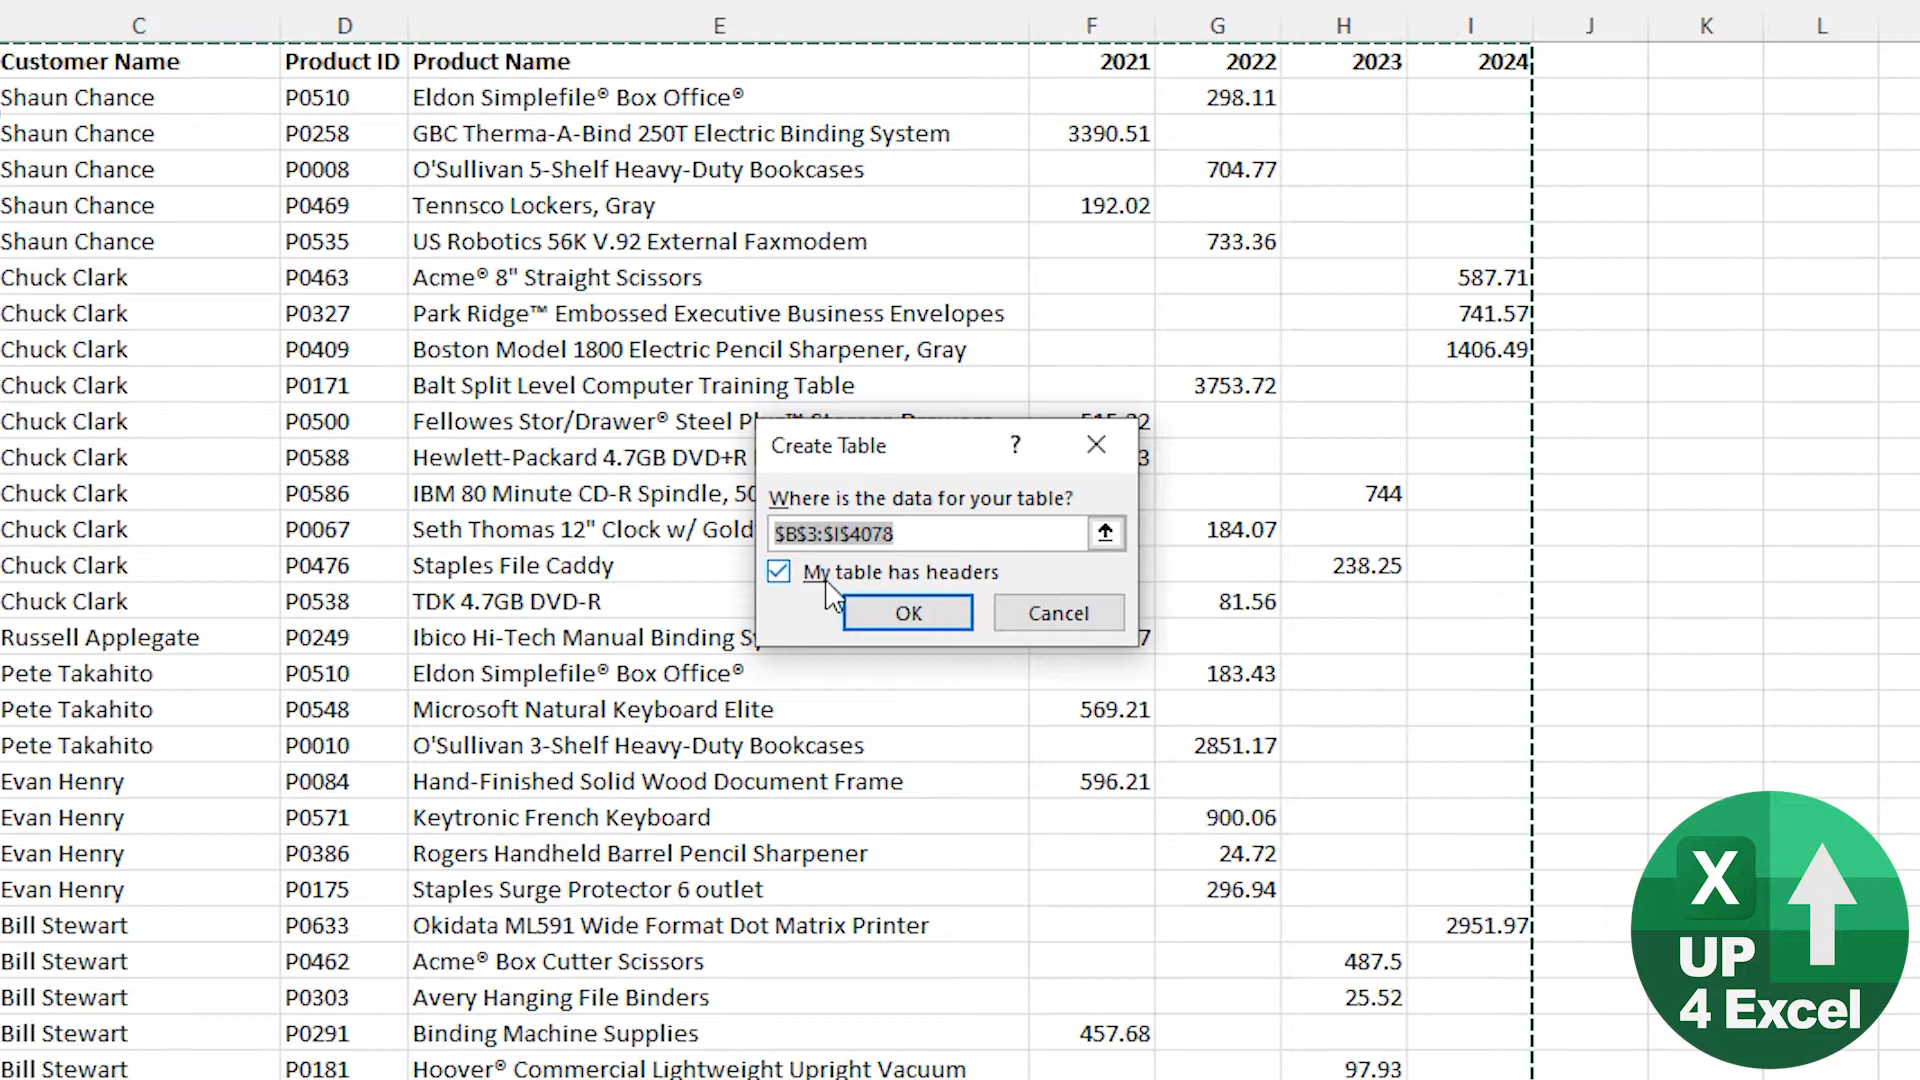 C D E F G H I J K L
Customer Name Product ID Product Name 2021 2022 2023 2024
Shaun Chance P0510 Eldon Simplefile® Box Office® 298.11
Shaun Chance P0258 GBC Therma-A-Bind 250T Electric Binding System 3390.51
Shaun Chance P0008 O'Sullivan 5-Shelf Heavy-Duty Bookcases 704.77
Shaun Chance P0469 Tennsco Lockers, Gray 192.02
Shaun Chance P0535 US Robotics 56K V.92 External Faxmodem 733.36
Chuck Clark P0463 Acme® 8" Straight Scissors 587.71
Chuck Clark P0327 Park Ridge™ Embossed Executive Business Envelopes 741.57
Chuck Clark P0409 Boston Model 1800 Electric Pencil Sharpener, Gray 1406.49
Chuck Clark P0171 Balt Split Level Computer Training Table 3753.72
Chuck Clark P0500 Fellowes Stor/Drawer® Steel
Chuck Clark P0588 Hewlett-Packard 4.7GB DVD+R
Chuck Clark P0586 IBM 80 Minute CD-R Spindle, 50 744
Chuck Clark P0067 Seth Thomas 12" Clock w/ Gold 184.07
Chuck Clark P0476 Staples File Caddy 238.25
Chuck Clark P0538 TDK 4.7GB DVD-R 81.56
Russell Applegate P0249 Ibico Hi-Tech Manual Binding
Pete Takahito P0510 Eldon Simplefile® Box Office® 183.43
Pete Takahito P0548 Microsoft Natural Keyboard Elite 569.21
Pete Takahito P0010 O'Sullivan 3-Shelf Heavy-Duty Bookcases 2851.17
Evan Henry P0084 Hand-Finished Solid Wood Document Frame 596.21
Evan Henry P0571 Keytronic French Keyboard 900.06
Evan Henry P0386 Rogers Handheld Barrel Pencil Sharpener 24.72
Evan Henry P0175 Staples Surge Protector 6 outlet 296.94
Bill Stewart P0633 Okidata ML591 Wide Format Dot Matrix Printer 2951.97
Bill Stewart P0462 Acme® Box Cutter Scissors 487.5
Bill Stewart P0303 Avery Hanging File Binders 25.52
Bill Stewart P0291 Binding Machine Supplies 457.68
Bill Stewart P0181 Hoover® Commercial Lightweight Upright Vacuum 97.93
Create Table ?
Where is the data for your table?
$B$3:$I$4078
My table has headers
OK Cancel
X
UP
4 Excel